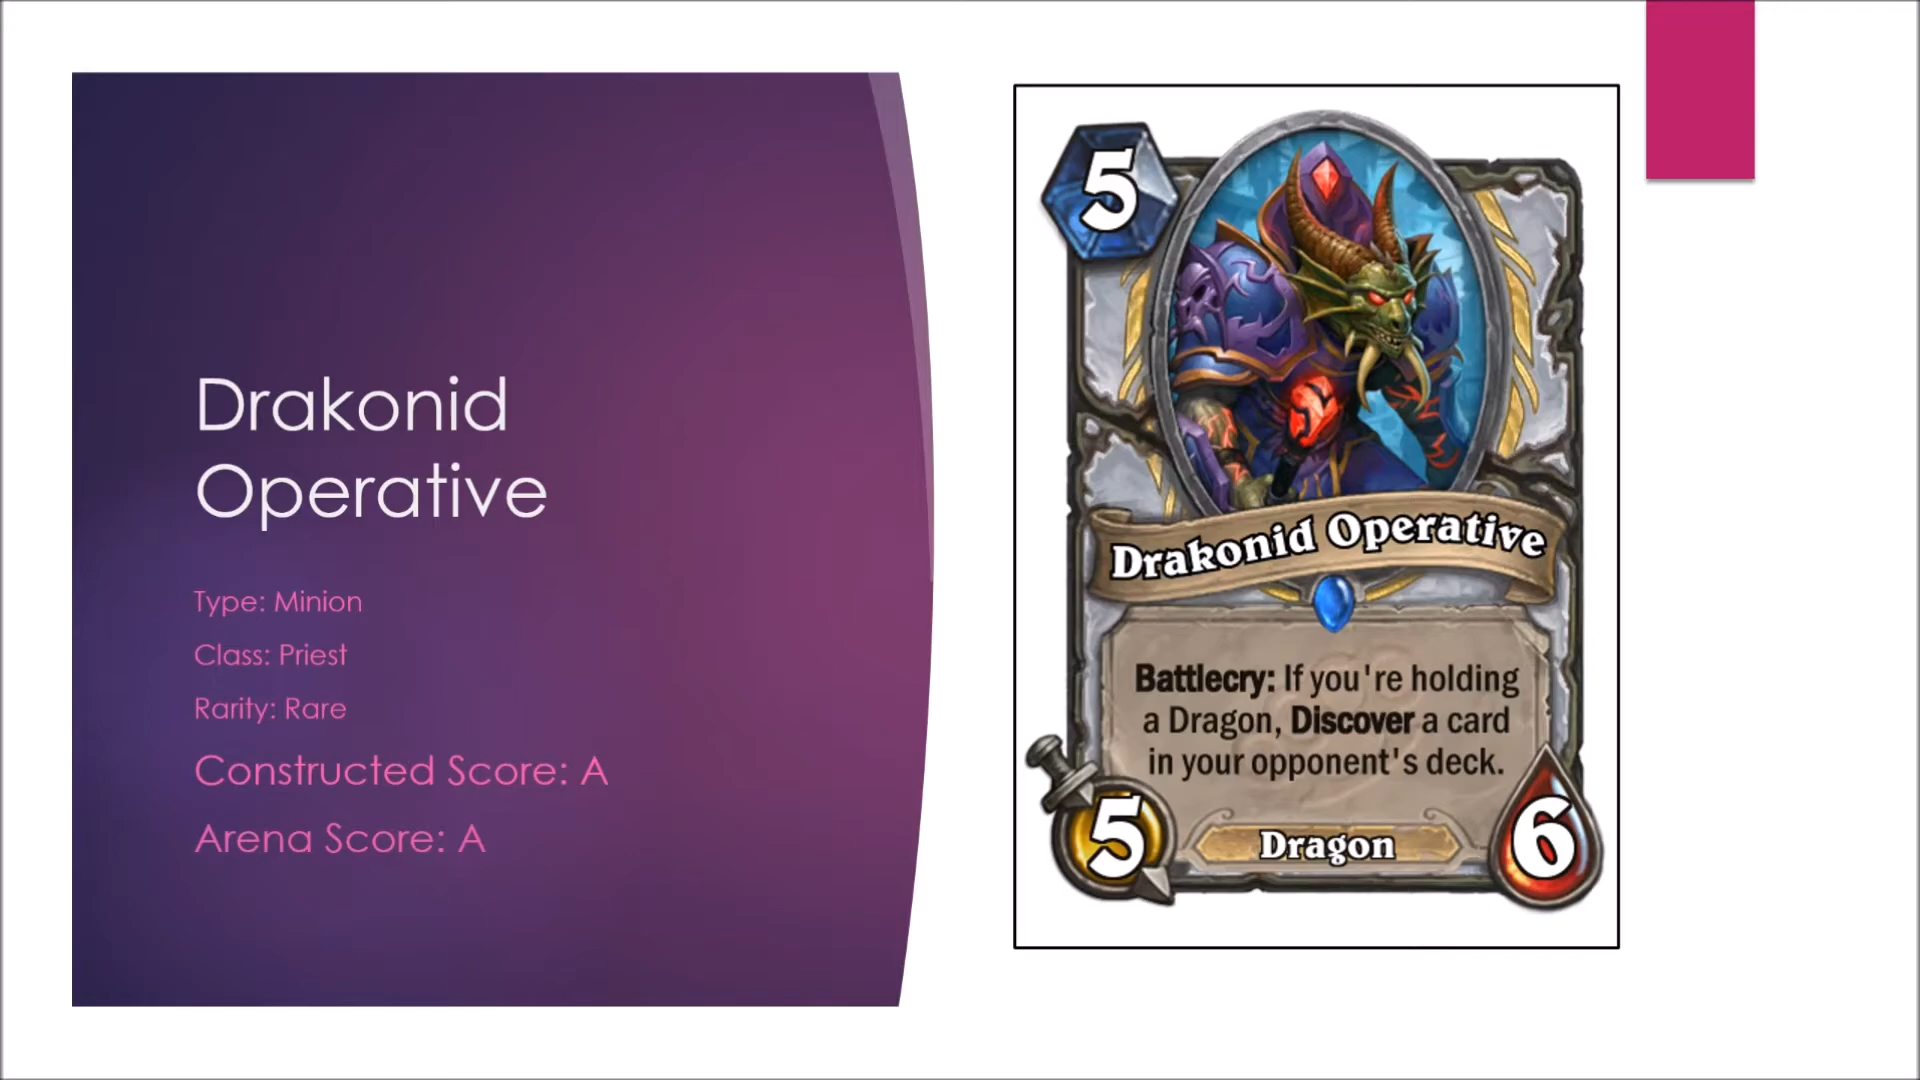 Drakonid
Operative
Type: Minion
Class: Priest
Rarity: Rare
Constructed Score: A
Arena Score: A
5
Drakonid Operative
Battlecry: If you're holding
a Dragon, Discover a card
in your opponent's deck.
5
Dragon
6